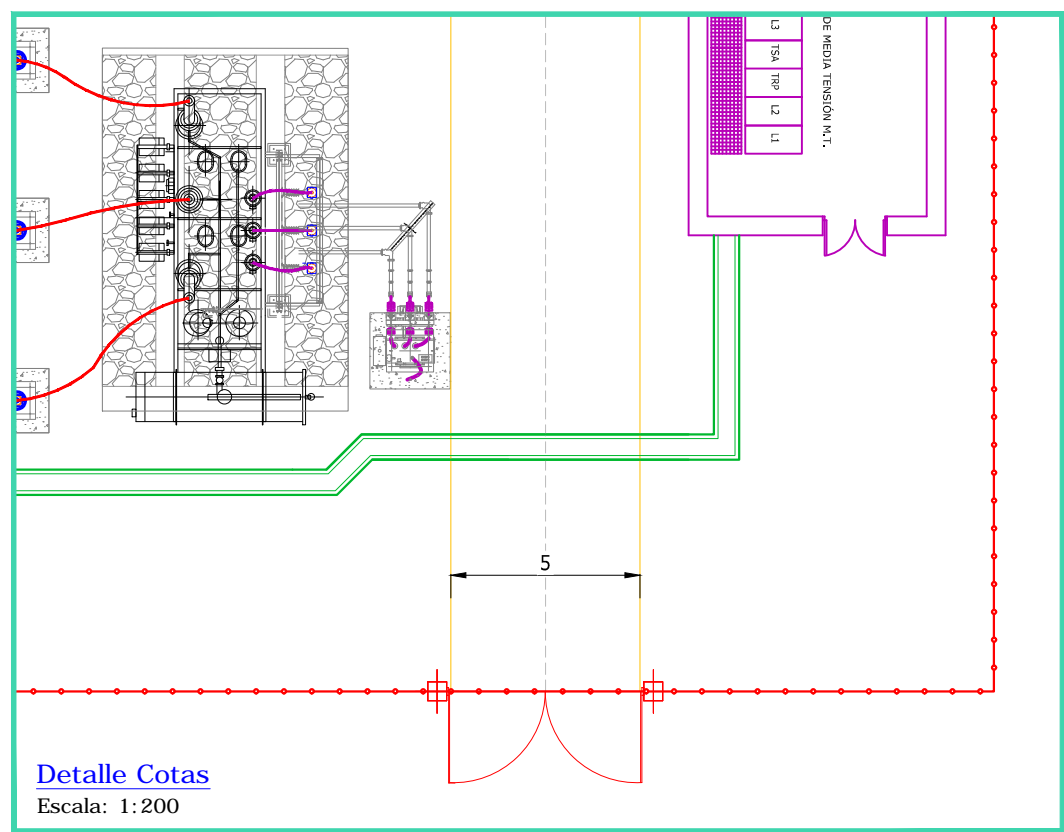 L3
TSA
TRP
L2
L1
DE MEDIA TENSIÓN M.T.
5
Detalle Cotas
Escala: 1:200